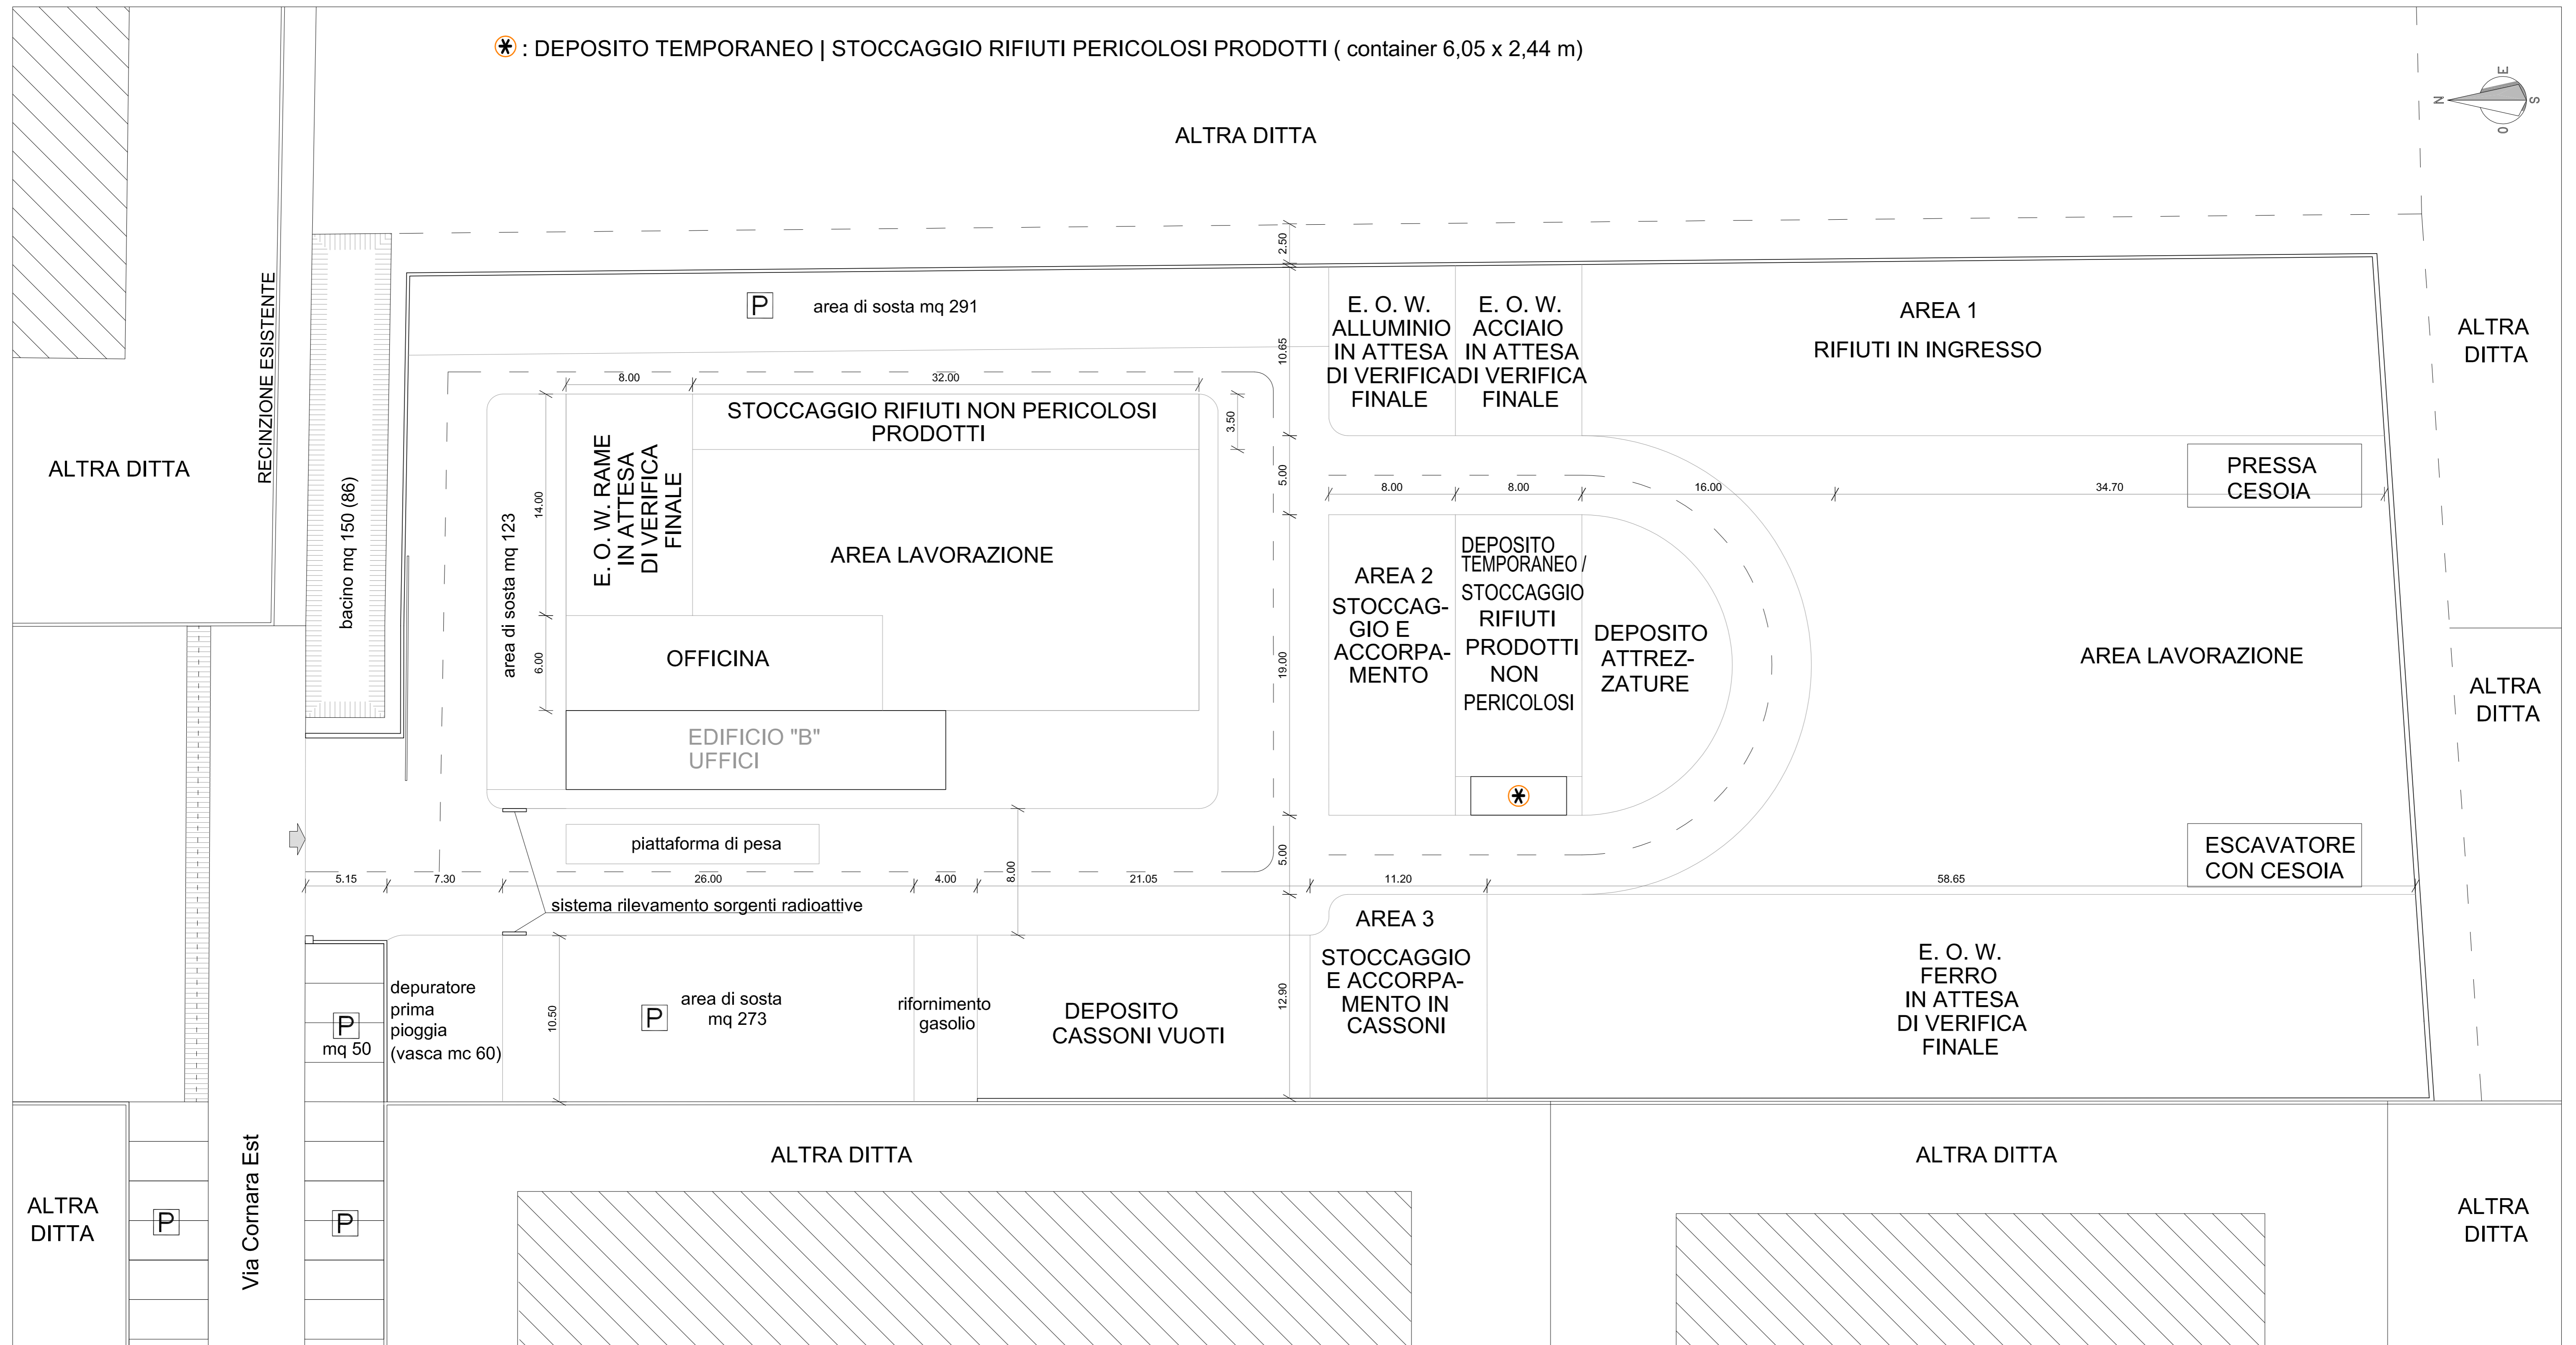 * : DEPOSITO TEMPORANEO | STOCCAGGIO RIFIUTI PERICOLOSI PRODOTTI ( container 6,05 x 2,44 m)
E
N
S
O
ALTRA DITTA
RECINZIONE ESISTENTE
ALTRA DITTA
bacino mq 150 (86)
2.50
P
area di sosta mq 291
10.65
E. O. W.
ALLUMINIO
IN ATTESA
DI VERIFICA
FINALE
E. O. W.
ACCIAIO
IN ATTESA
DI VERIFICA
FINALE
AREA 1
RIFIUTI IN INGRESSO
ALTRA
DITTA
8.00
32.00
STOCCAGGIO RIFIUTI NON PERICOLOSI
PRODOTTI
3.50
E. O. W. RAME
IN ATTESA
DI VERIFICA
FINALE
14.00
area di sosta mq 123
6.00
AREA LAVORAZIONE
OFFICINA
EDIFICIO "B"
UFFICI
5.00
8.00
8.00
16.00
34.70
PRESSA
CESOIA
19.00
AREA 2
STOCCAG-
GIO E
ACCORPA-
MENTO
DEPOSITO
TEMPORANEO /
STOCCAGGIO
RIFIUTI
PRODOTTI
NON
PERICOLOSI
*
DEPOSITO
ATTREZ-
ZATURE
AREA LAVORAZIONE
ALTRA
DITTA
piattaforma di pesa
5.00
ESCAVATORE
CON CESOIA
5.15
7.30
26.00
4.00
8.00
21.05
11.20
58.65
sistema rilevamento sorgenti radioattive
P
mq 50
depuratore
prima
pioggia
(vasca mc 60)
10.50
P
area di sosta
mq 273
rifornimento
gasolio
DEPOSITO
CASSONI VUOTI
12.90
AREA 3
STOCCAGGIO
E ACCORPA-
MENTO IN
CASSONI
E. O. W.
FERRO
IN ATTESA
DI VERIFICA
FINALE
ALTRA
DITTA
P
Via Cornara Est
P
ALTRA DITTA
ALTRA DITTA
ALTRA
DITTA